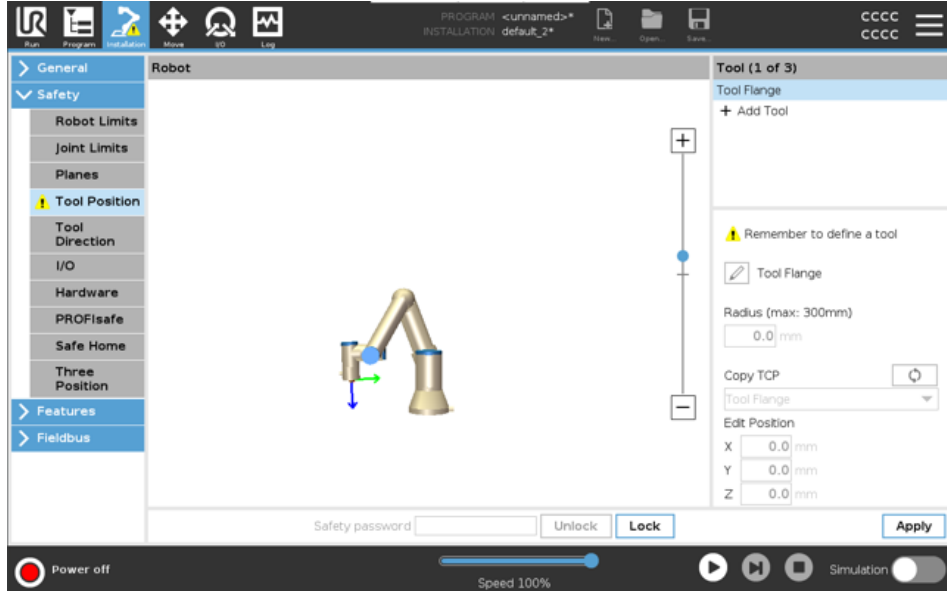 UR
PROGRAM <unnamed>*
INSTALLATION default_2*
CCCC
CCCC
Run
Program
Installation
Move
I/O
Log
New...
Open...
Save...
General
Safety
Robot Limits
Joint Limits
Planes
Tool Position
Tool
Direction
I/O
Hardware
PROFIsafe
Safe Home
Three
Position
Features
Fieldbus
Robot
Tool (1 of 3)
Tool Flange
+ Add Tool
Remember to define a tool
Tool Flange
Radius (max: 300mm)
0.0 mm
Copy TCP
Tool Flange
Edit Position
X 0.0 mm
Y 0.0 mm
Z 0.0 mm
Safety password
Unlock
Lock
Apply
Power off
Speed 100%
Simulation